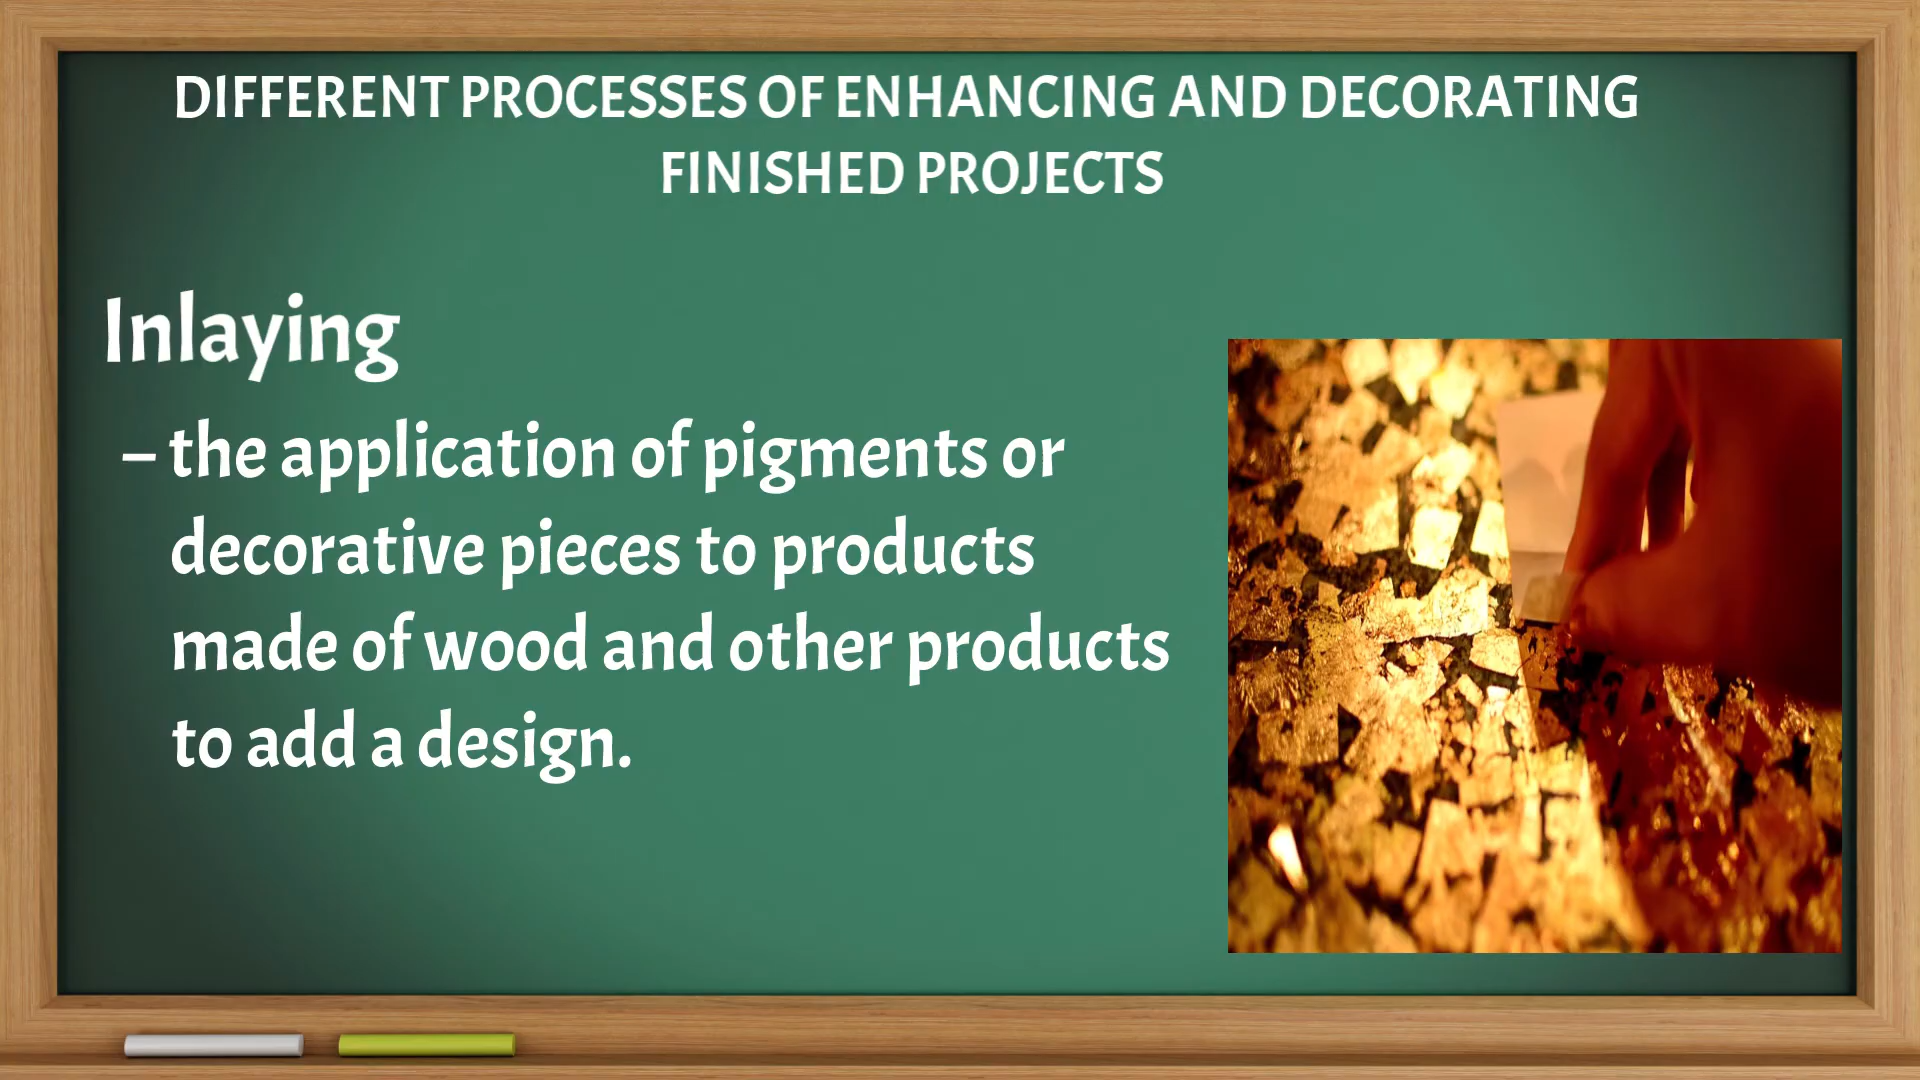 DIFFERENT PROCESSES OF ENHANCING AND DECORATING
FINISHED PROJECTS
Inlaying
– the application of pigments or
decorative pieces to products
made of wood and other products
to add a design.